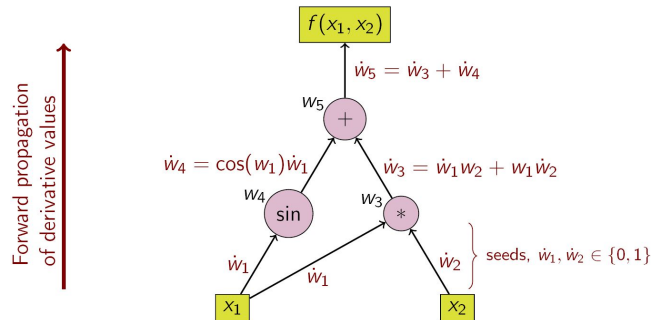 f(x₁, x₂)
ẇ₅ = ẇ₃ + ẇ₄
w₅
+
Forward propagation
of derivative values
ẇ₄ = cos(w₁)ẇ₁
ẇ₃ = ẇ₁w₂ + w₁ẇ₂
w₄
sin
w₃
*
ẇ₁
ẇ₁
ẇ₂
seeds, ẇ₁, ẇ₂ ∈ {0, 1}
x₁
x₂